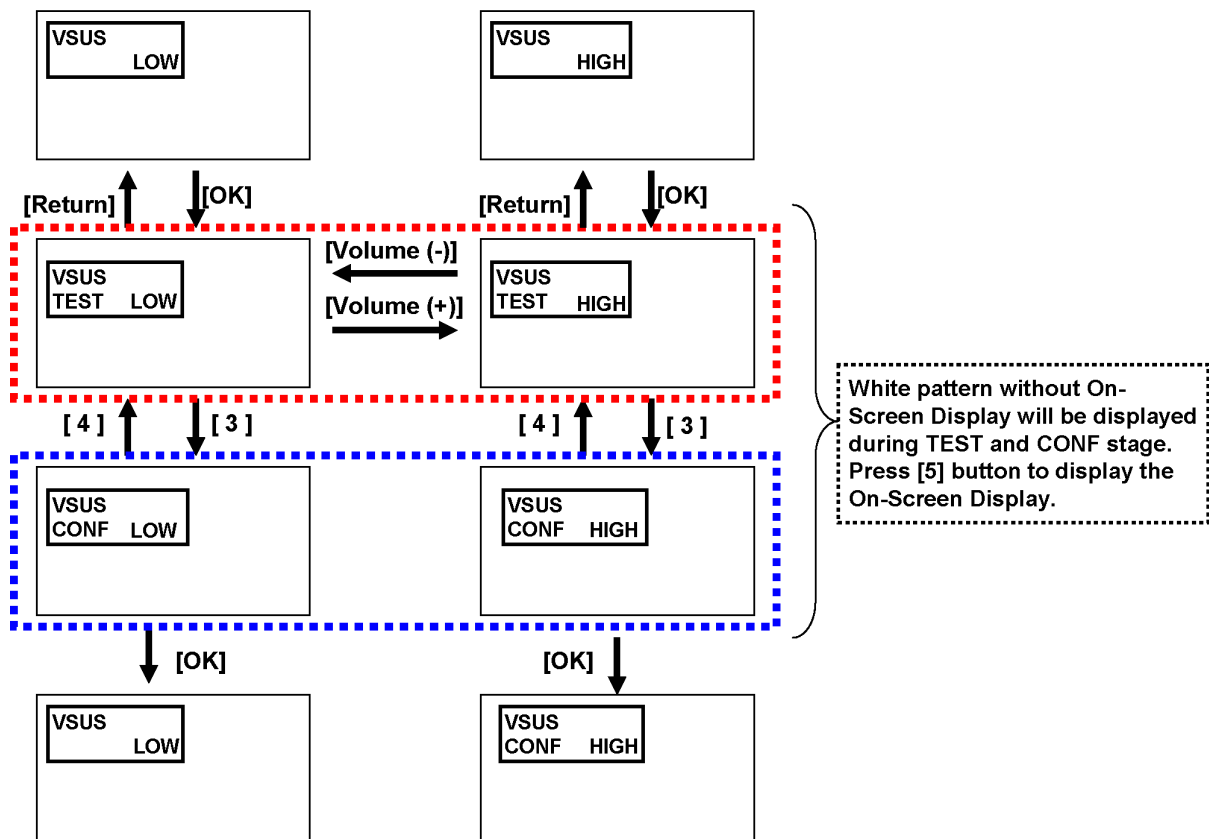 VSUS
LOW
VSUS
HIGH
[Return]
[OK]
[Return]
[OK]
VSUS
TEST LOW
[Volume (-)]
[Volume (+)]
VSUS
TEST HIGH
[ 4 ]
[ 3 ]
[ 4 ]
[ 3 ]
White pattern without On-
Screen Display will be displayed
during TEST and CONF stage.
Press [5] button to display the
On-Screen Display.
VSUS
CONF LOW
VSUS
CONF HIGH
[OK]
[OK]
VSUS
LOW
VSUS
CONF HIGH